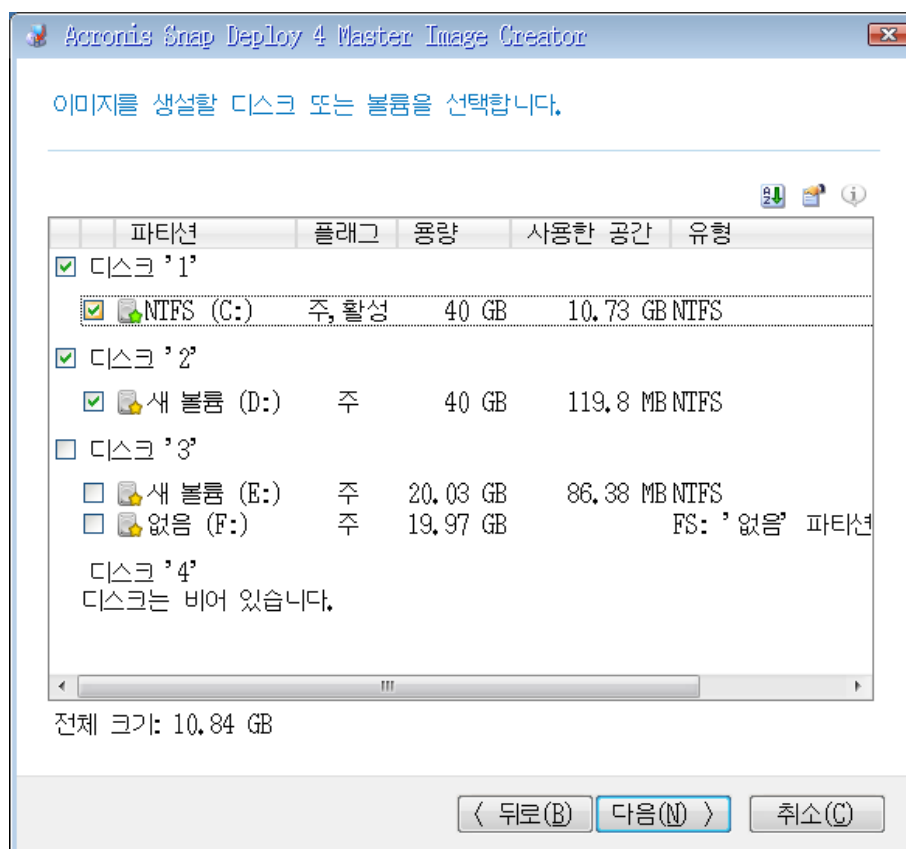 Acronis Snap Deploy 4 Master Image Creator
이미지를 생설할 디스크 또는 볼륨을 선택합니다.
파티션 플래그 용량 사용한 공간 유형
디스크 '1'
NTFS (C:) 주, 활성 40 GB 10.73 GB NTFS
디스크 '2'
새 볼륨 (D:) 주 40 GB 119.8 MB NTFS
디스크 '3'
새 볼륨 (E:) 주 20.03 GB 86.38 MB NTFS
없음 (F:) 주 19.97 GB FS: '없음' 파티션
디스크 '4'
디스크는 비어 있습니다.
전체 크기: 10.84 GB
< 뒤로(B) 다음(N) > 취소(C)